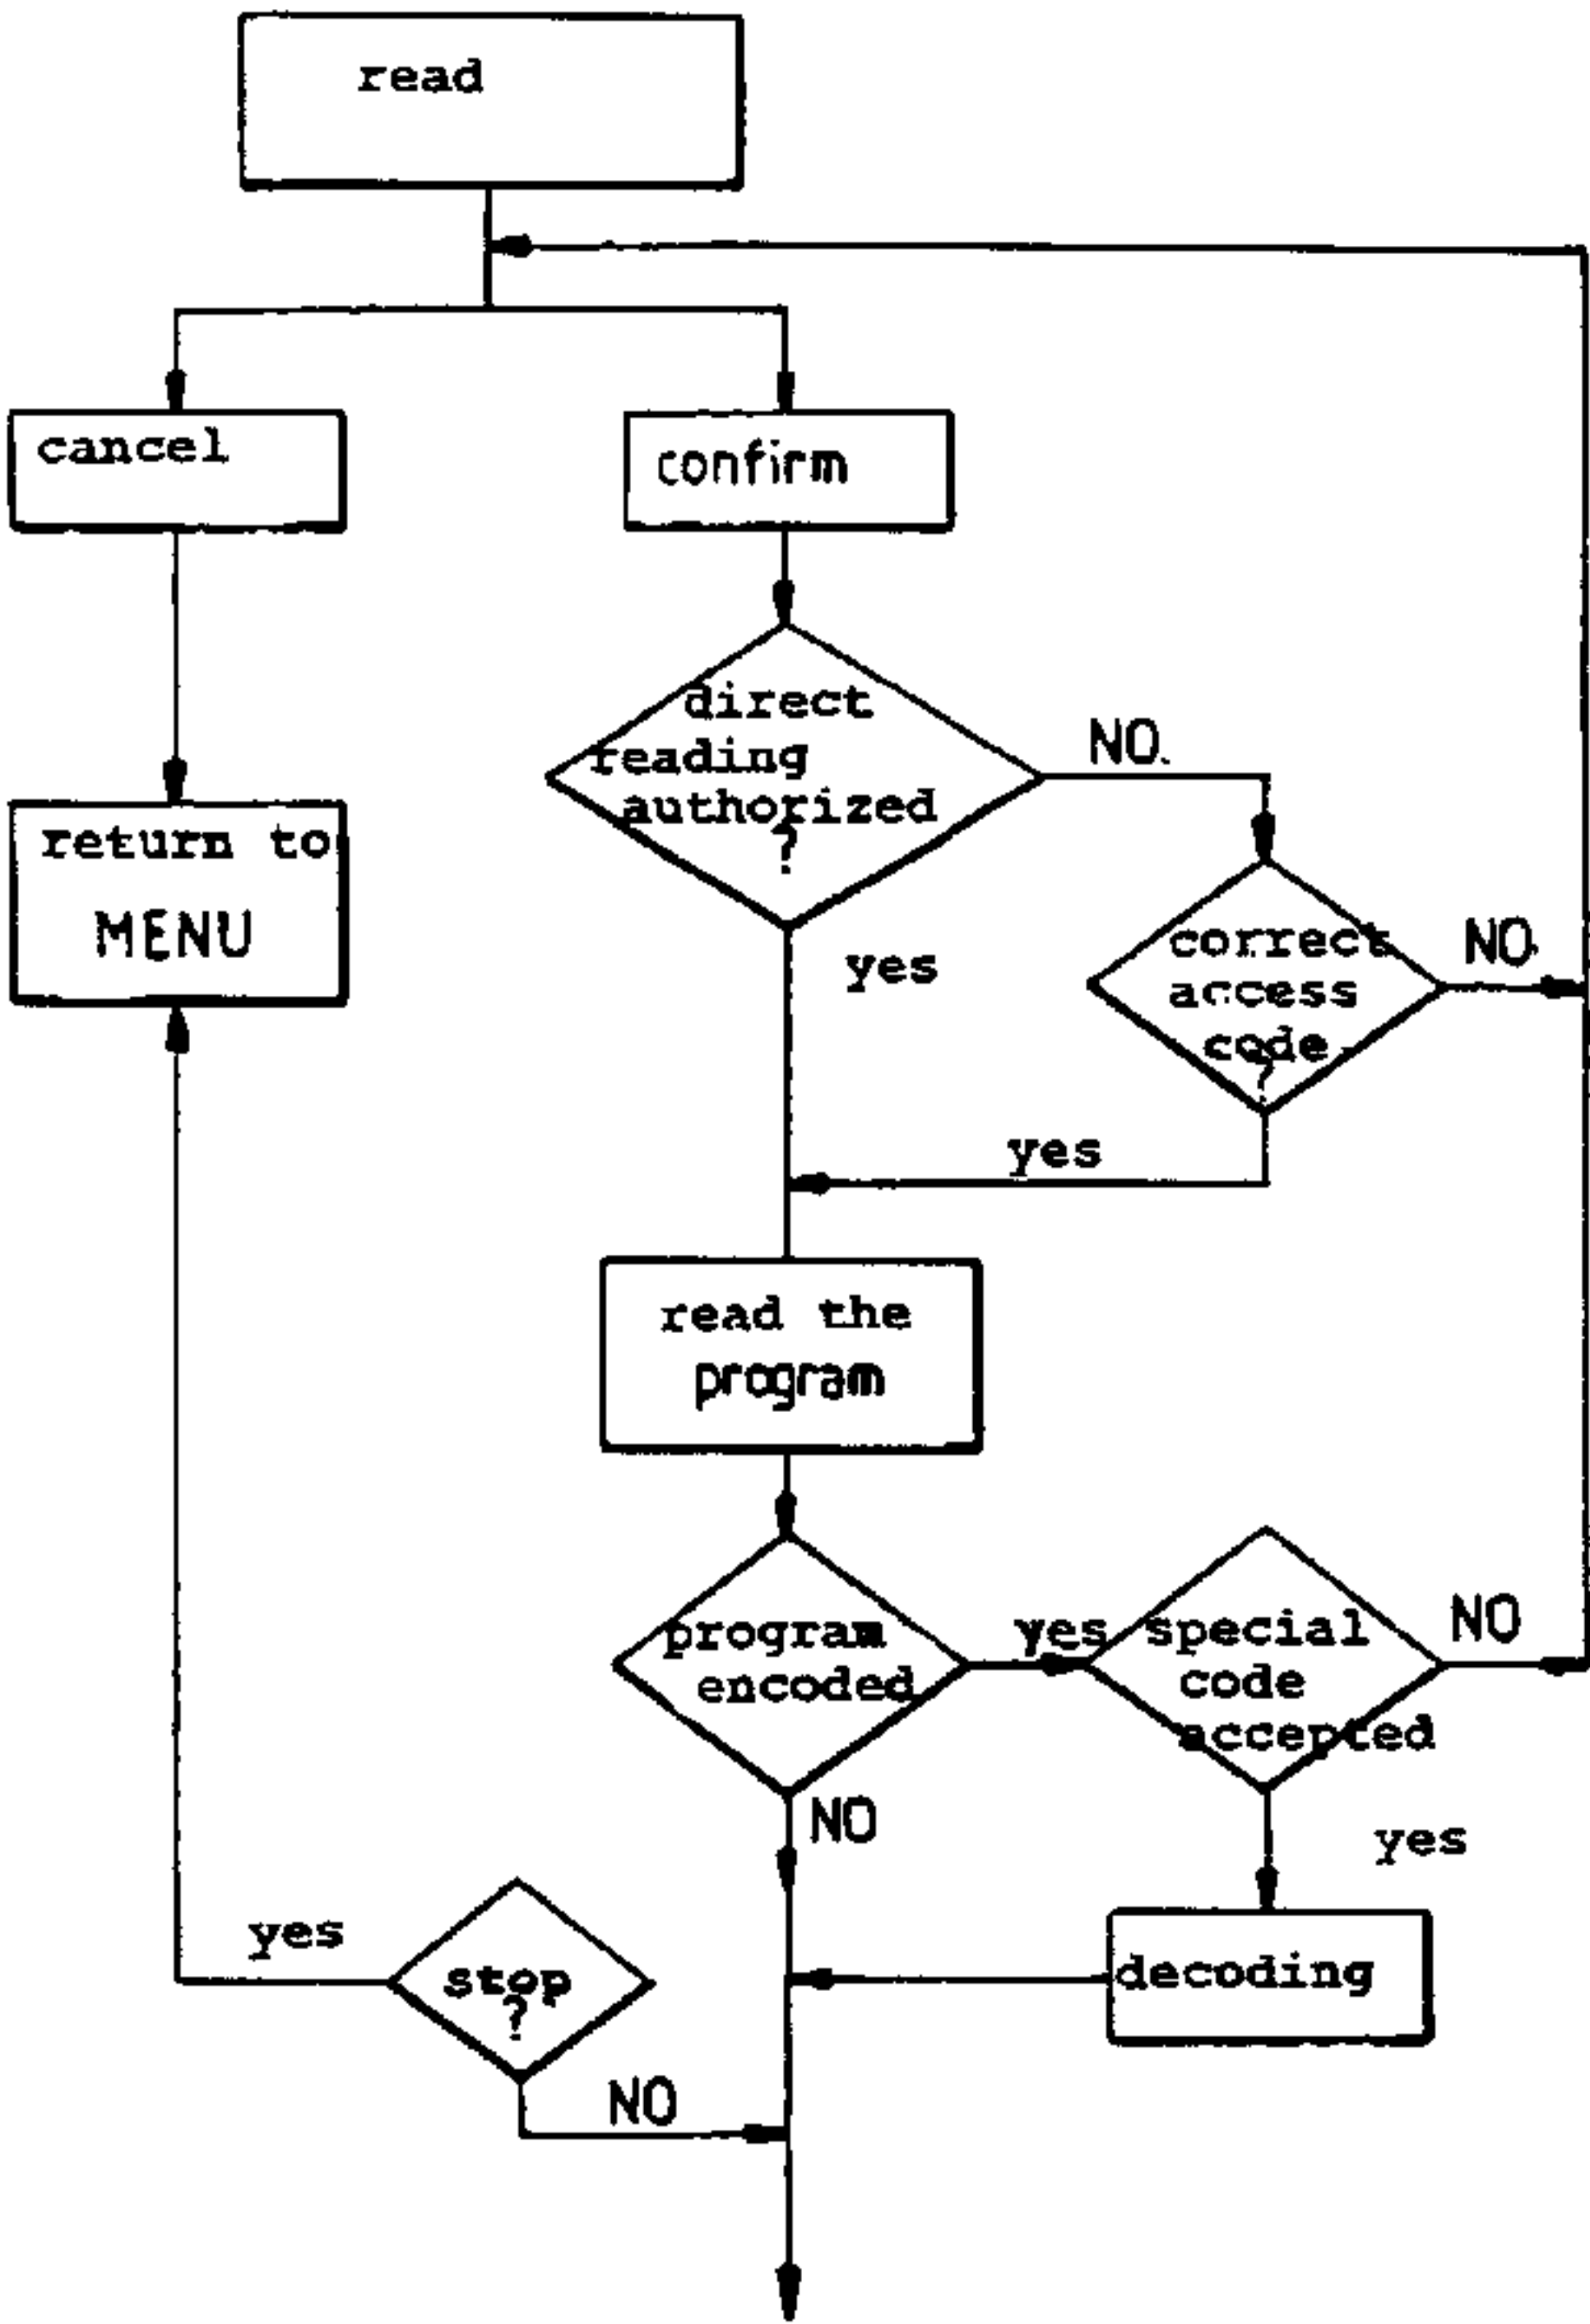 read
cancel
confirm
direct
reading
authorized
?
NO.
return to
MENU
correct
access
code
?
NO.
yes
yes
read the
program
program
encoded
yes
special
code
accepted
NO
NO
yes
yes
stop
?
decoding
NO